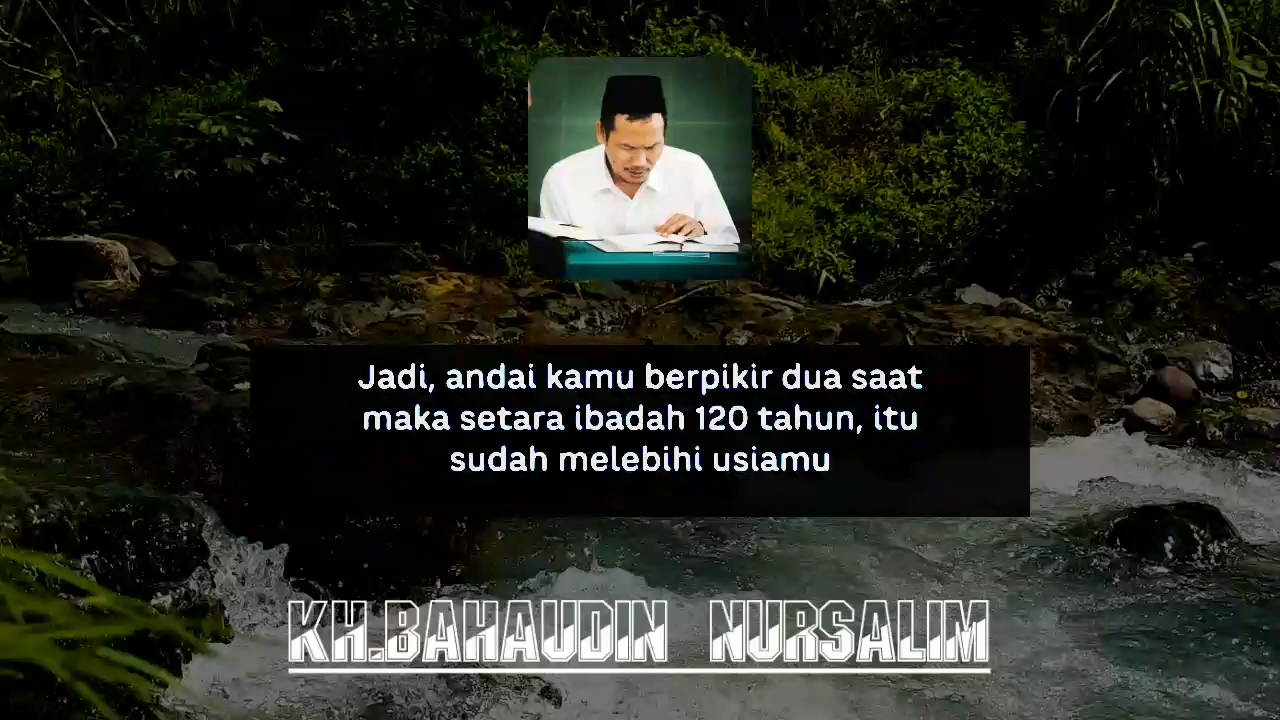 Jadi, andai kamu berpikir dua saat
maka setara ibadah 120 tahun, itu
sudah melebihi usiamu
KH.BAHAUDIN NURSALIM